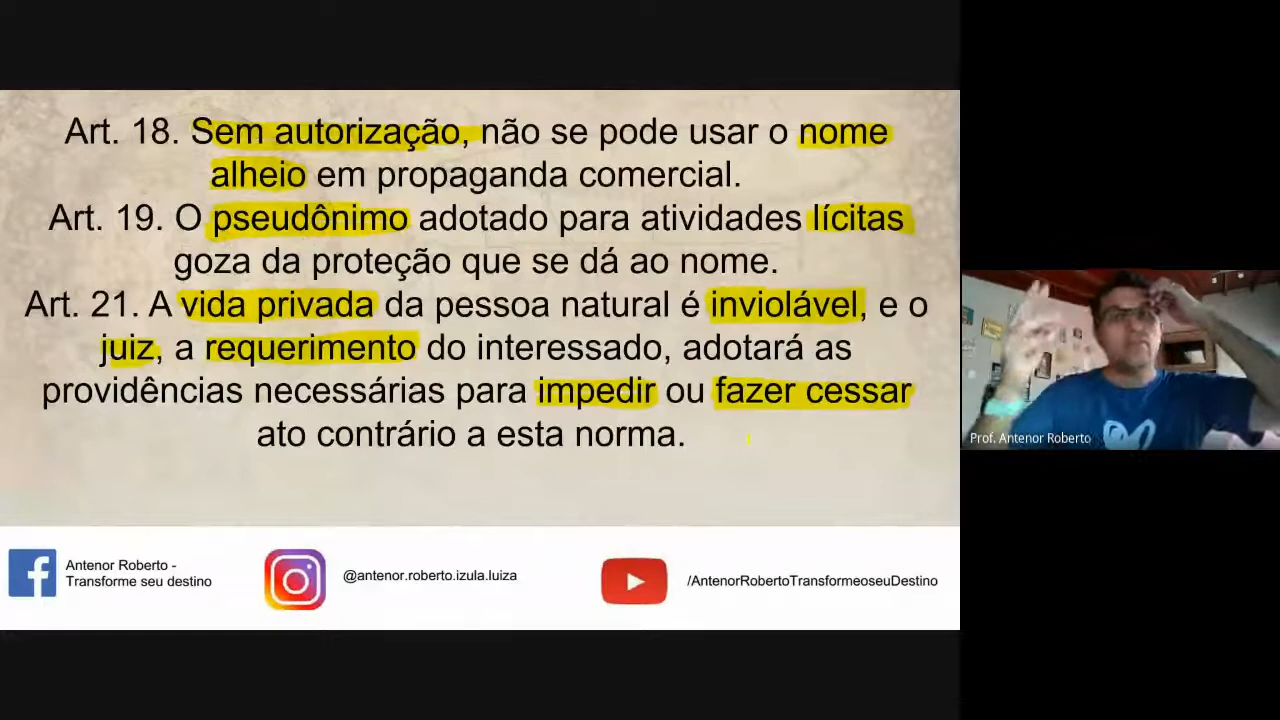 Art. 18. Sem autorização, não se pode usar o nome
alheio em propaganda comercial.
Art. 19. O pseudônimo adotado para atividades lícitas
goza da proteção que se dá ao nome.
Art. 21. A vida privada da pessoa natural é inviolável, e o
juiz, a requerimento do interessado, adotará as
providências necessárias para impedir ou fazer cessar
ato contrário a esta norma.
Prof. Antenor Roberto
Antenor Roberto -
Transforme seu destino
@antenor.roberto.izula.luiza
/AntenorRobertoTransformeoseuDestino